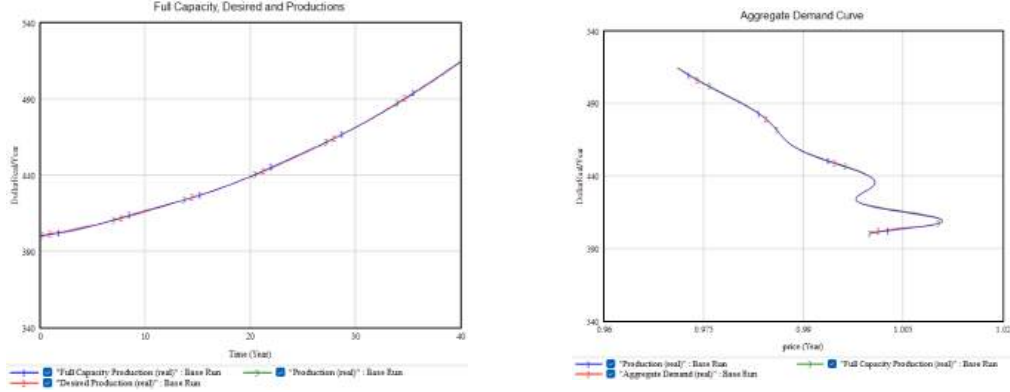 Full Capacity, Desired and Productions
540
490
440
390
340
DollarReal/Year
0 10 20 30 40
Time (Year)
"Full Capacity Production (real)" : Base Run
"Production (real)" : Base Run
"Desired Production (real)" : Base Run
Aggregate Demand Curve
540
490
440
390
340
DollarReal/Year
0.96 0.975 0.99 1.005 1.02
price (Year)
"Production (real)" : Base Run
"Full Capacity Production (real)" : Base Run
"Aggregate Demand (real)" : Base Run